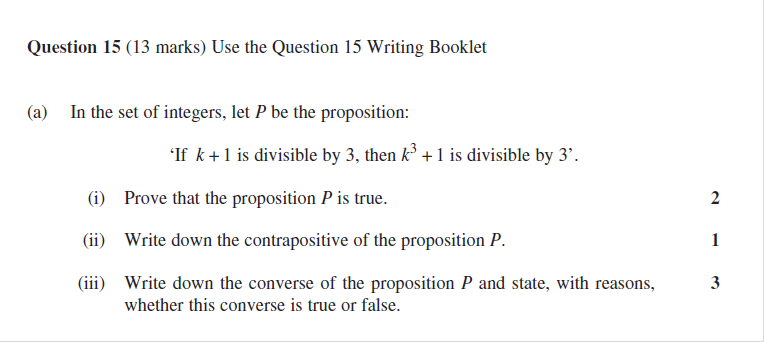 Question 15 (13 marks) Use the Question 15 Writing Booklet
(a) In the set of integers, let P be the proposition:
‘If k + 1 is divisible by 3, then k³ + 1 is divisible by 3’.
(i) Prove that the proposition P is true. 2
(ii) Write down the contrapositive of the proposition P. 1
(iii) Write down the converse of the proposition P and state, with reasons, 3
whether this converse is true or false.